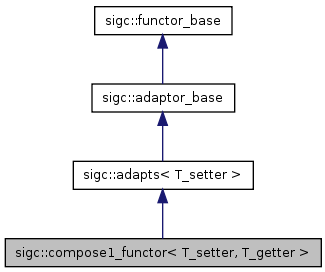 sigc::functor_base
sigc::adaptor_base
sigc::adapts< T_setter >
sigc::compose1_functor< T_setter, T_getter >